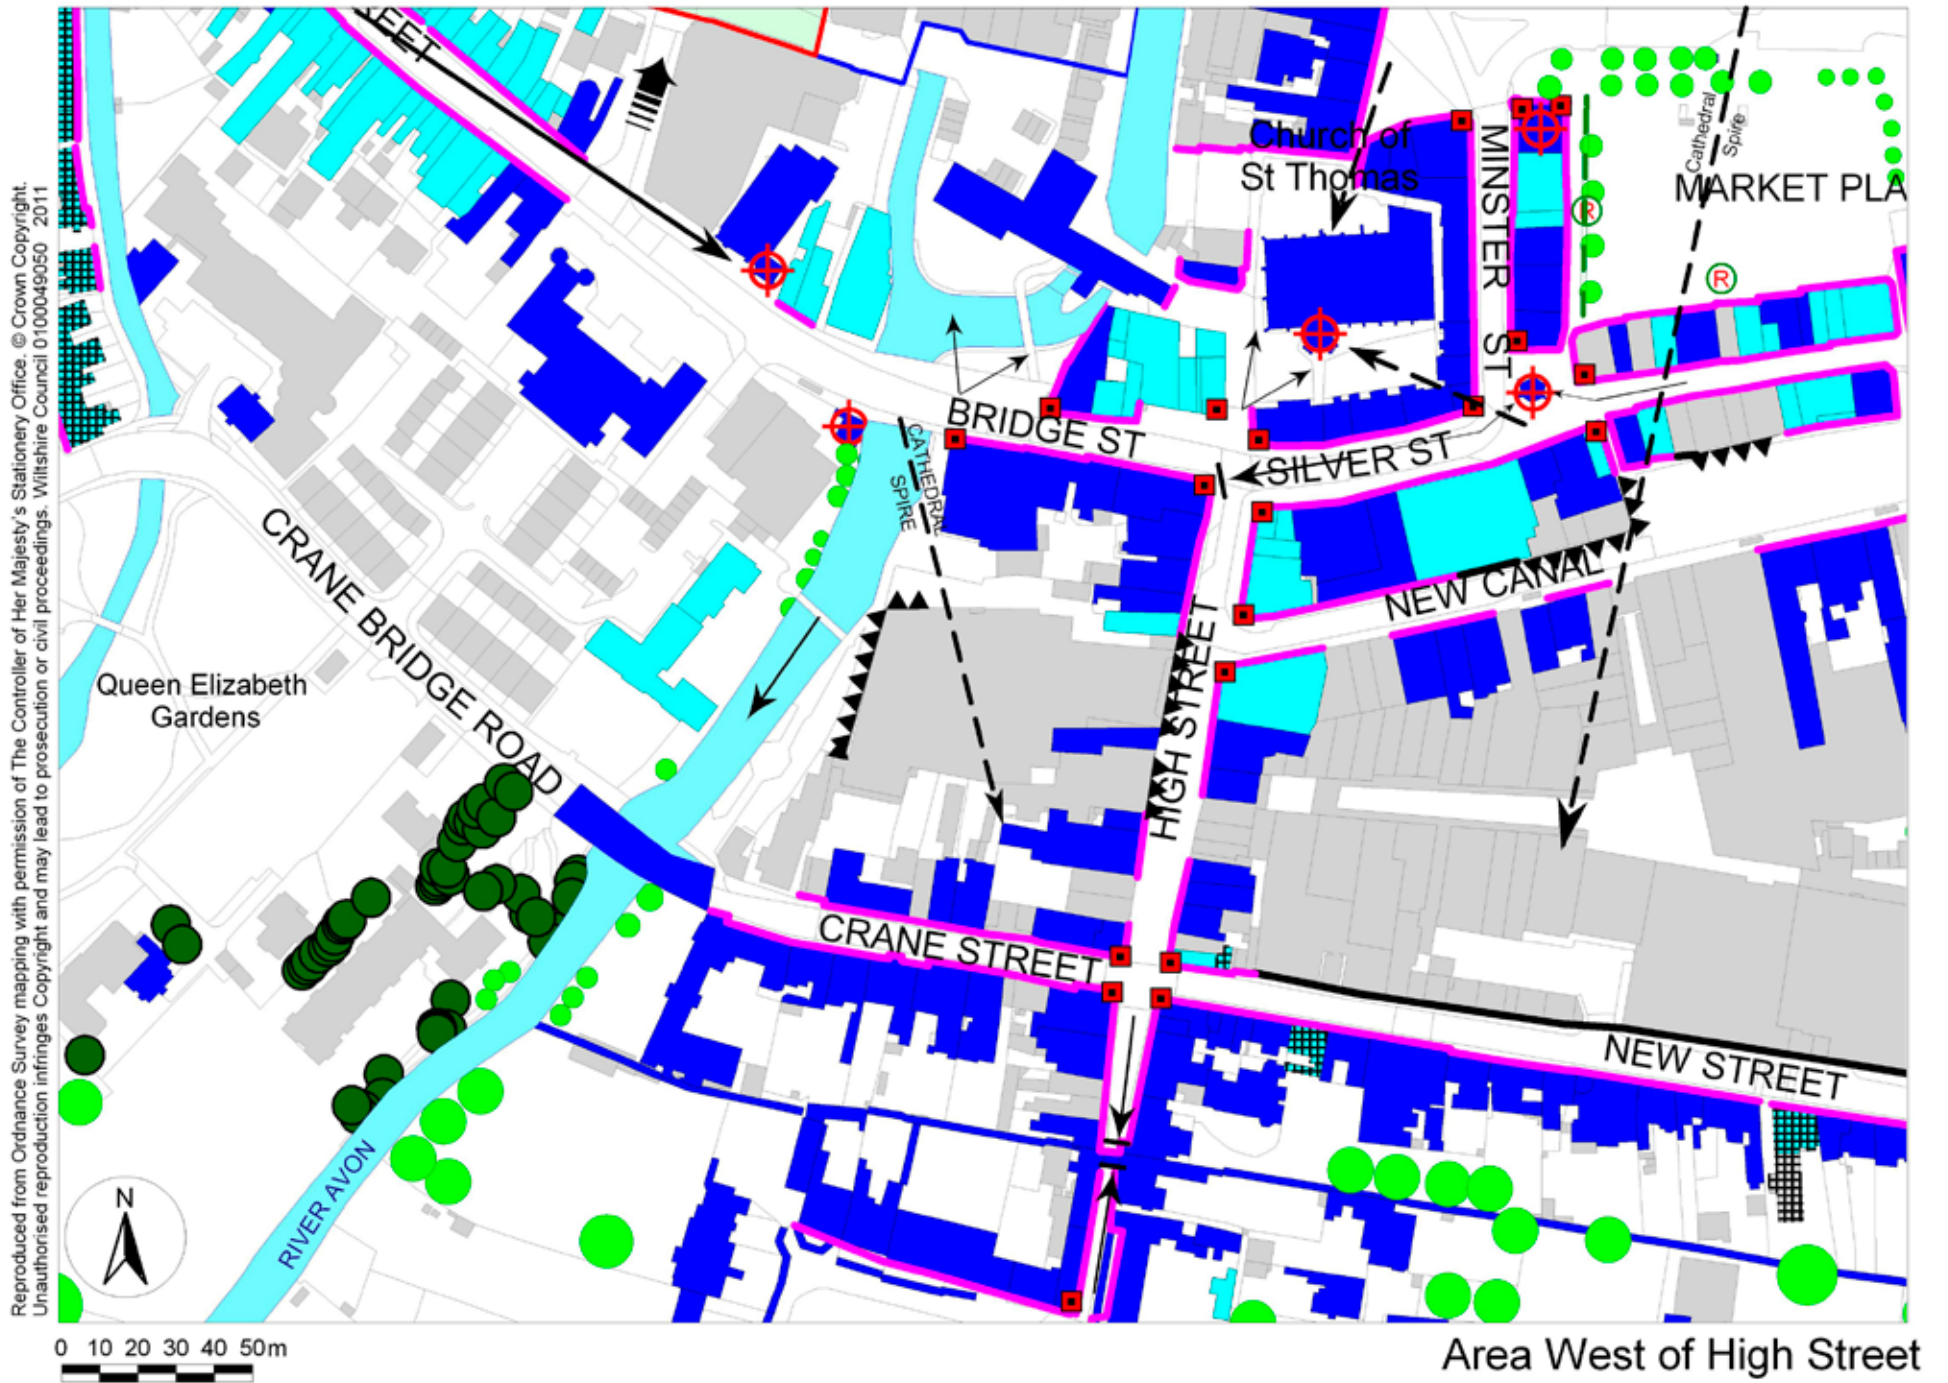 Reproduced from Ordnance Survey mapping with permission of The Controller of Her Majesty's Stationery Office. © Crown Copyright.
Unauthorised reproduction infringes Copyright and may lead to prosecution or civil proceedings. Wiltshire Council 0100049050 2011
REET
Church of
St Thomas
MINSTER ST
Cathedral
Spire
MARKET PLA
R
R
BRIDGE ST
SILVER ST
CATHEDRAL
SPIRE
CRANE BRIDGE ROAD
NEW CANAL
HIGH STREET
Queen Elizabeth
Gardens
CRANE STREET
NEW STREET
RIVER AVON
N
0 10 20 30 40 50m
Area West of High Street